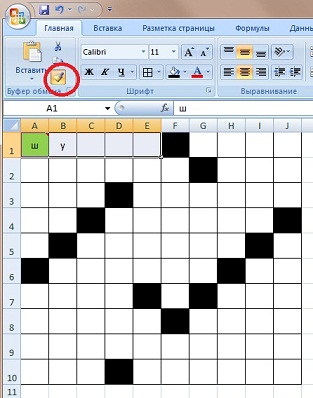 Главная Вставка Разметка страницы Формулы Данны
Вставить Calibri 11 A A
Ж К Ч А
Буфер обмена Шрифт Выравнивание
A1 fx ш
A B C D E F G H I J
1 ш у
2
3
4
5
6
7
8
9
10
11